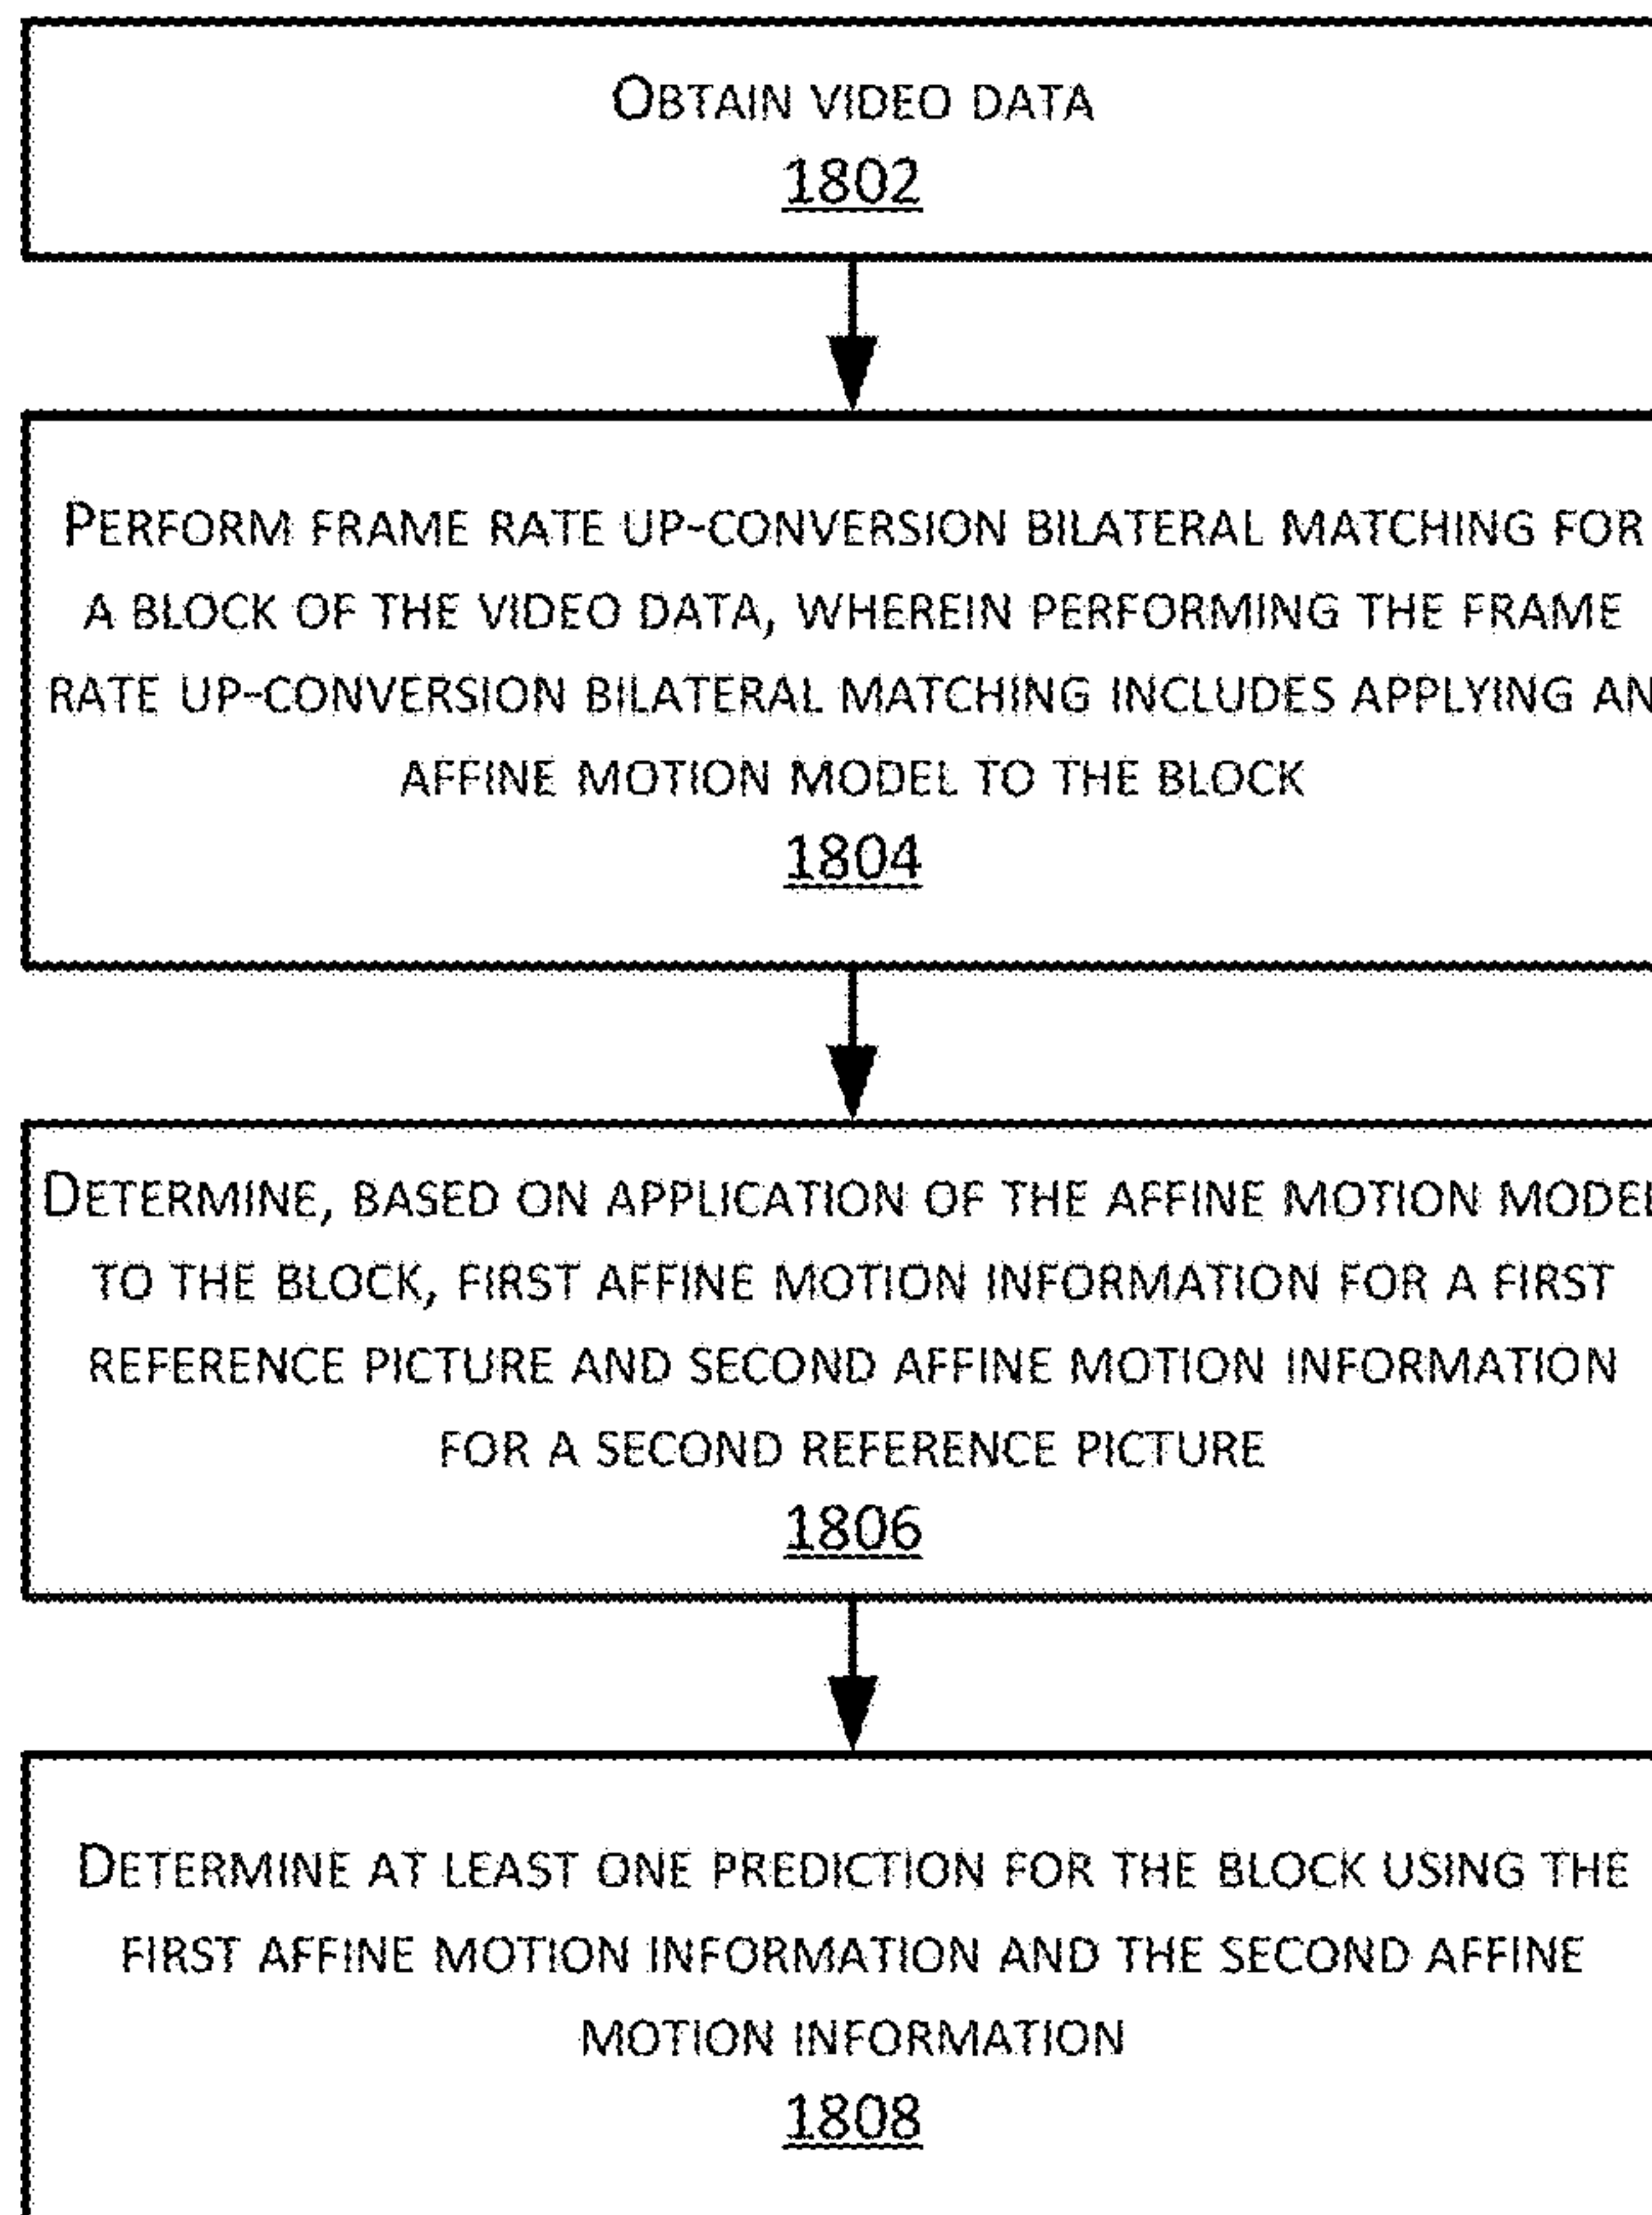 OBTAIN VIDEO DATA
1802
PERFORM FRAME RATE UP-CONVERSION BILATERAL MATCHING FOR
A BLOCK OF THE VIDEO DATA, WHEREIN PERFORMING THE FRAME
RATE UP-CONVERSION BILATERAL MATCHING INCLUDES APPLYING AN
AFFINE MOTION MODEL TO THE BLOCK
1804
DETERMINE, BASED ON APPLICATION OF THE AFFINE MOTION MODEL
TO THE BLOCK, FIRST AFFINE MOTION INFORMATION FOR A FIRST
REFERENCE PICTURE AND SECOND AFFINE MOTION INFORMATION
FOR A SECOND REFERENCE PICTURE
1806
DETERMINE AT LEAST ONE PREDICTION FOR THE BLOCK USING THE
FIRST AFFINE MOTION INFORMATION AND THE SECOND AFFINE
MOTION INFORMATION
1808